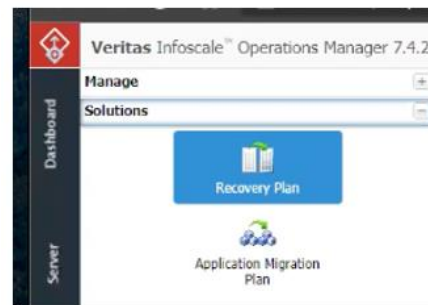 Veritas Infoscale™ Operations Manager 7.4.2
Manage
Solutions
Dashboard
Recovery Plan
Server
Application Migration
Plan